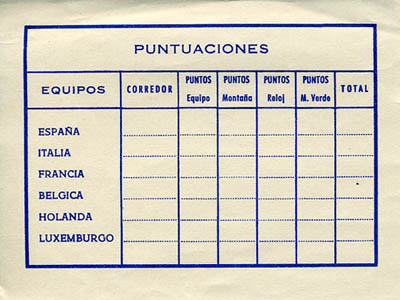 PUNTUACIONES
EQUIPOS CORREDOR PUNTOS Equipo PUNTOS Montaña PUNTOS Reloj PUNTOS M. Verde TOTAL
ESPAÑA
ITALIA
FRANCIA
BELGICA
HOLANDA
LUXEMBURGO